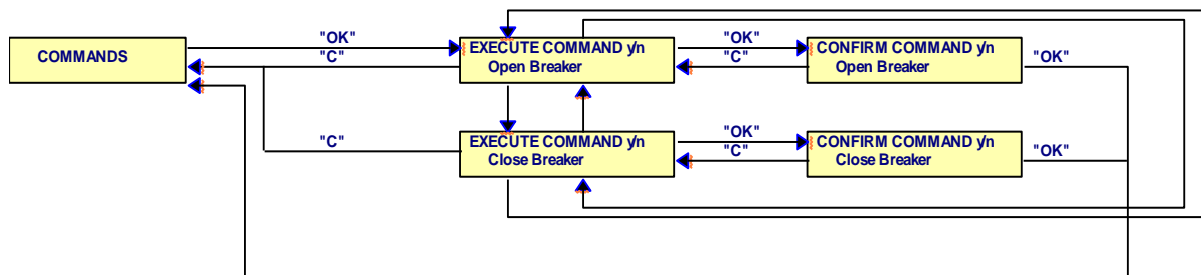 COMMANDS
"OK"
"C"
EXECUTE COMMAND y/n
Open Breaker
"OK"
"C"
CONFIRM COMMAND y/n
Open Breaker
"OK"
"C"
EXECUTE COMMAND y/n
Close Breaker
"OK"
"C"
CONFIRM COMMAND y/n
Close Breaker
"OK"